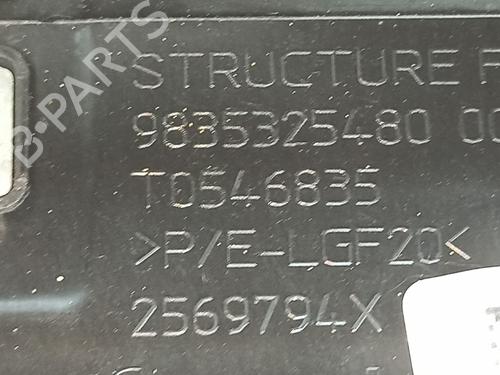 STRUCTURE
9835325480
T0546835
>P/E-LGF20<
2569794X
B-PARTS